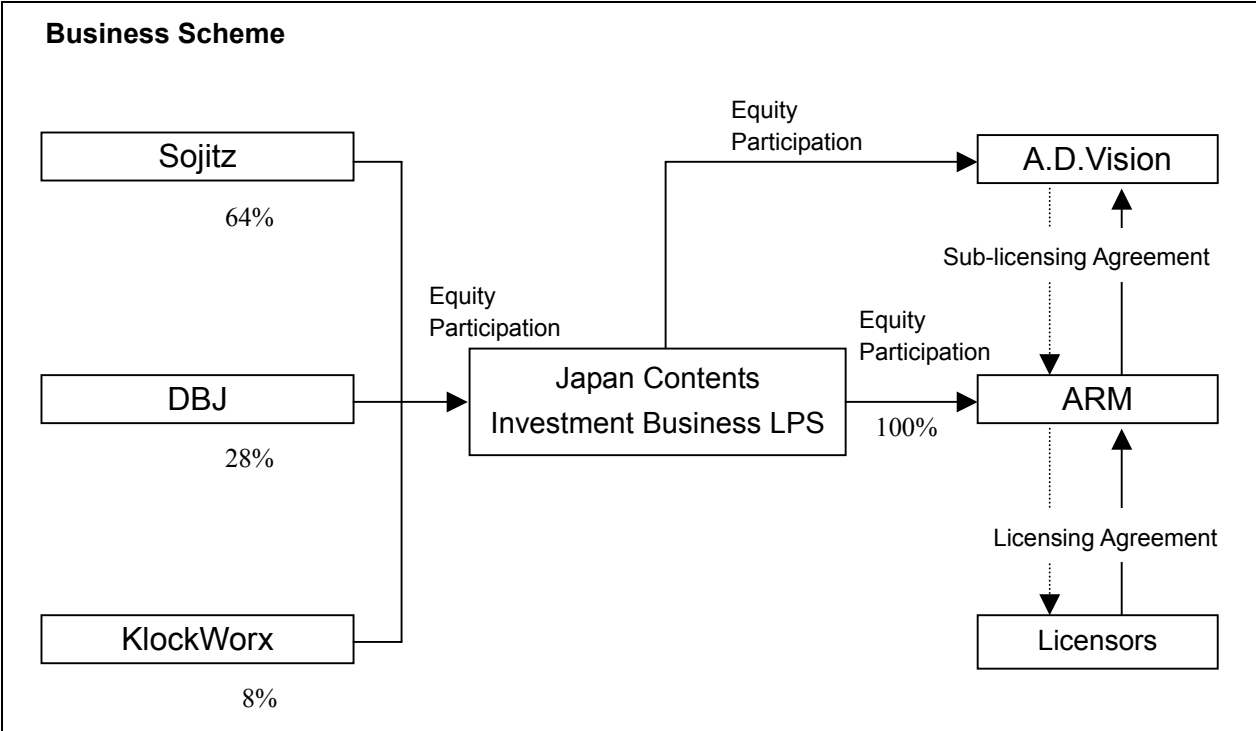 Business Scheme
Equity
Participation
Sojitz
64%
A.D.Vision
Sub-licensing Agreement
Equity
Participation
Equity
Participation
DBJ
28%
Japan Contents
Investment Business LPS
100%
ARM
Licensing Agreement
KlockWorx
8%
Licensors